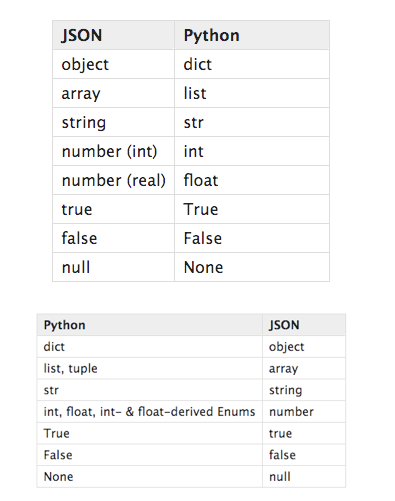 JSON Python
object dict
array list
string str
number (int) int
number (real) float
true True
false False
null None
Python JSON
dict object
list, tuple array
str string
int, float, int- & float-derived Enums number
True true
False false
None null